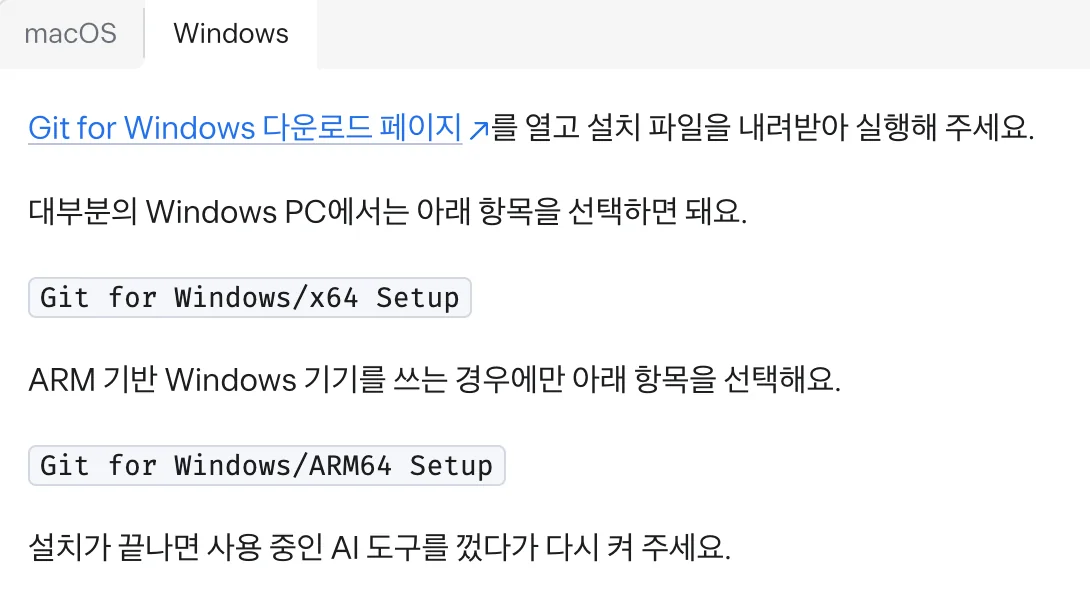 macOS
Windows
Git for Windows 다운로드 페이지 ↗를 열고 설치 파일을 내려받아 실행해 주세요.
대부분의 Windows PC에서는 아래 항목을 선택하면 돼요.
Git for Windows/x64 Setup
ARM 기반 Windows 기기를 쓰는 경우에만 아래 항목을 선택해요.
Git for Windows/ARM64 Setup
설치가 끝나면 사용 중인 AI 도구를 껐다가 다시 켜 주세요.